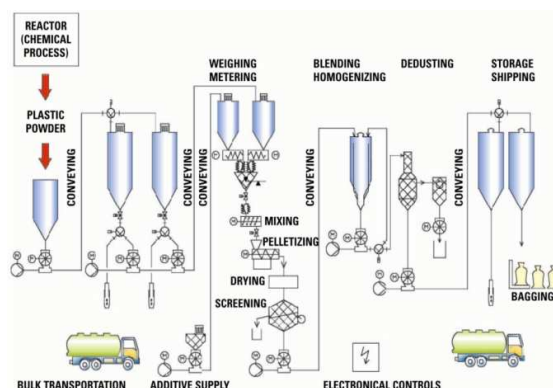 REACTOR
(CHEMICAL
PROCESS)
PLASTIC
POWDER
CONVEYING
CONVEYING
CONVEYING
WEIGHING
METERING
MIXING
PELLETIZING
DRYING
SCREENING
CONVEYING
BLENDING
HOMOGENIZING
DEDUSTING
CONVEYING
STORAGE
SHIPPING
BAGGING
BULK TRANSPORTATION
ADDITIVE SUPPLY
ELECTRONICAL CONTROLS